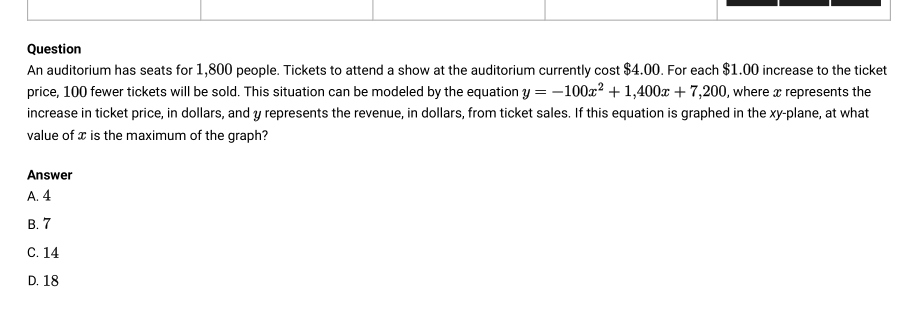 Question
An auditorium has seats for 1,800 people. Tickets to attend a show at the auditorium currently cost $4.00. For each $1.00 increase to the ticket
price, 100 fewer tickets will be sold. This situation can be modeled by the equation y = −100x² + 1,400x + 7,200, where x represents the
increase in ticket price, in dollars, and y represents the revenue, in dollars, from ticket sales. If this equation is graphed in the xy-plane, at what
value of x is the maximum of the graph?
Answer
A. 4
B. 7
C. 14
D. 18